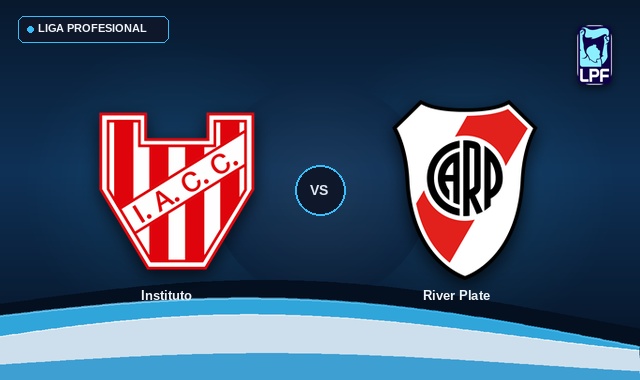 LIGA PROFESIONAL
LPF
I. A. C. C.
CARP
VS
Instituto
River Plate